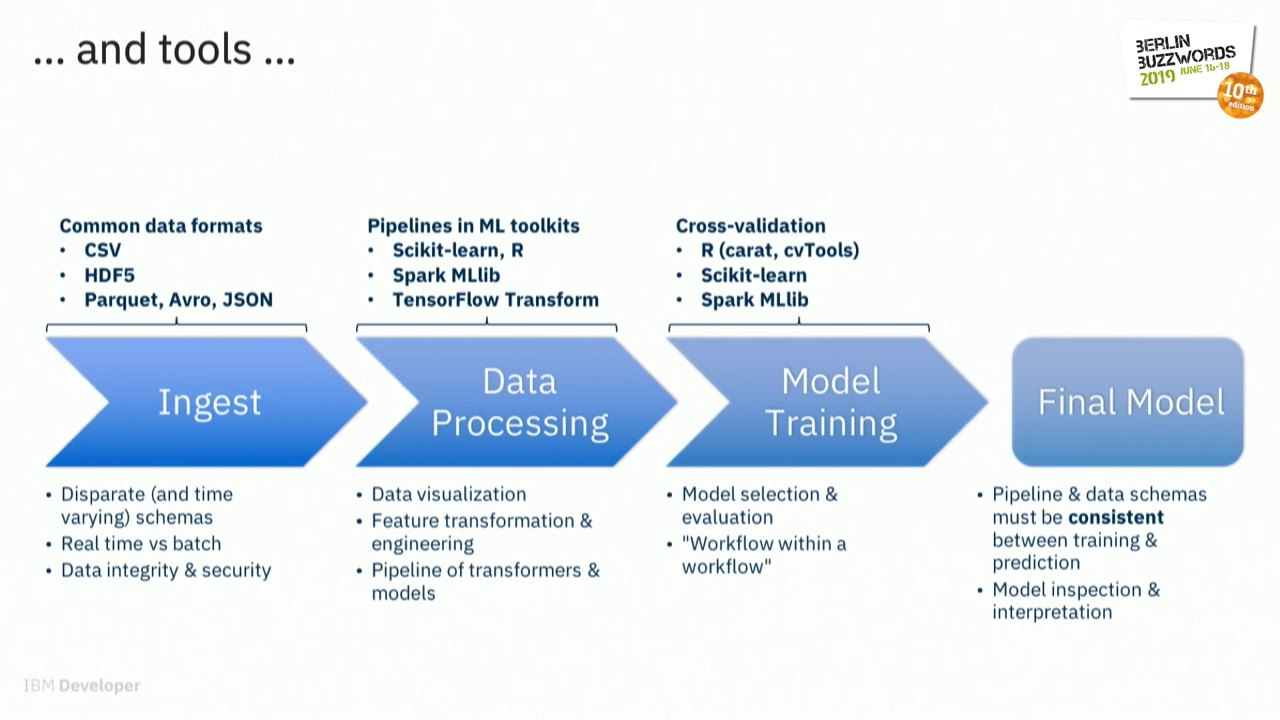 ... and tools ...
BERLIN
BUZZWORDS
2019 JUNE 16-18
10th
edition
Common data formats
• CSV
• HDF5
• Parquet, Avro, JSON
Pipelines in ML toolkits
• Scikit-learn, R
• Spark MLlib
• TensorFlow Transform
Cross-validation
• R (carat, cvTools)
• Scikit-learn
• Spark MLlib
Ingest
Data
Processing
Model
Training
Final Model
• Disparate (and time
varying) schemas
• Real time vs batch
• Data integrity & security
• Data visualization
• Feature transformation &
engineering
• Pipeline of transformers &
models
• Model selection &
evaluation
• "Workflow within a
workflow"
• Pipeline & data schemas
must be consistent
between training &
prediction
• Model inspection &
interpretation
IBM Developer